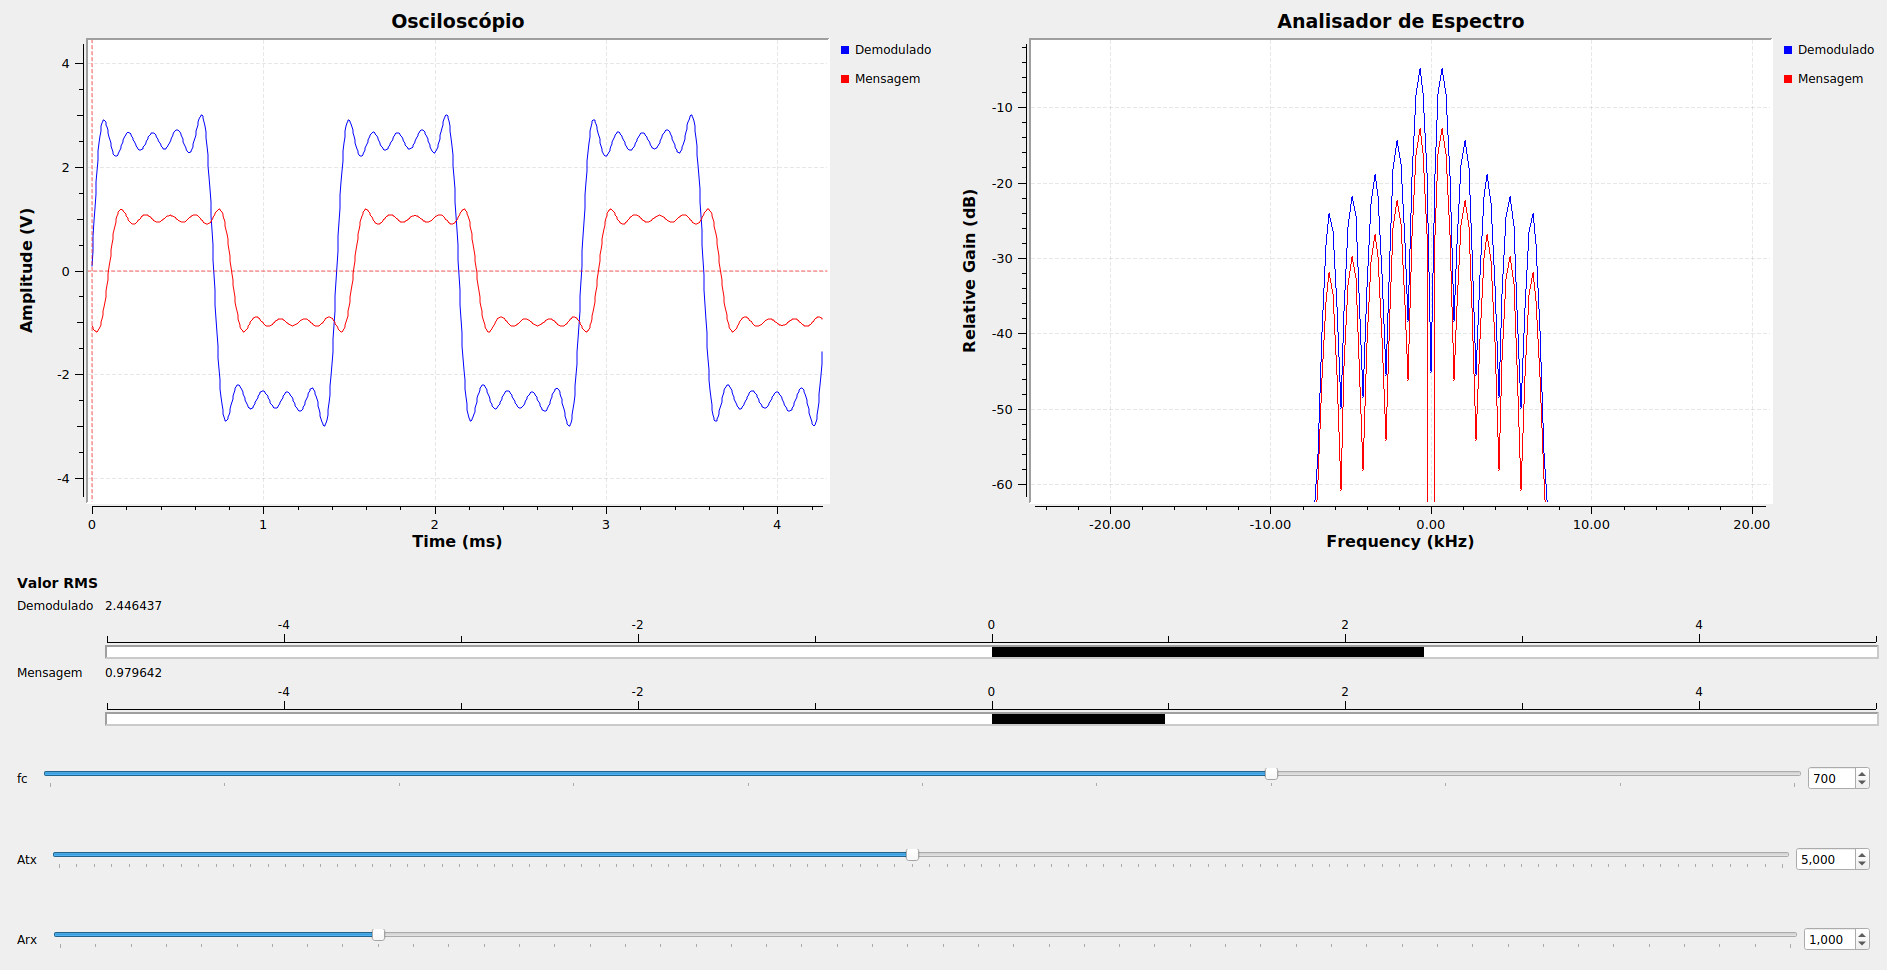 Osciloscópio
Demodulado
Mensagem
Amplitude (V)
4
2
0
-2
-4
0 1 2 3 4
Time (ms)
Analisador de Espectro
Demodulado
Mensagem
Relative Gain (dB)
-10
-20
-30
-40
-50
-60
-20.00 -10.00 0.00 10.00 20.00
Frequency (kHz)
Valor RMS
Demodulado 2.446437
-4 -2 0 2 4
Mensagem 0.979642
-4 -2 0 2 4
fc 700
Atx 5,000
Arx 1,000